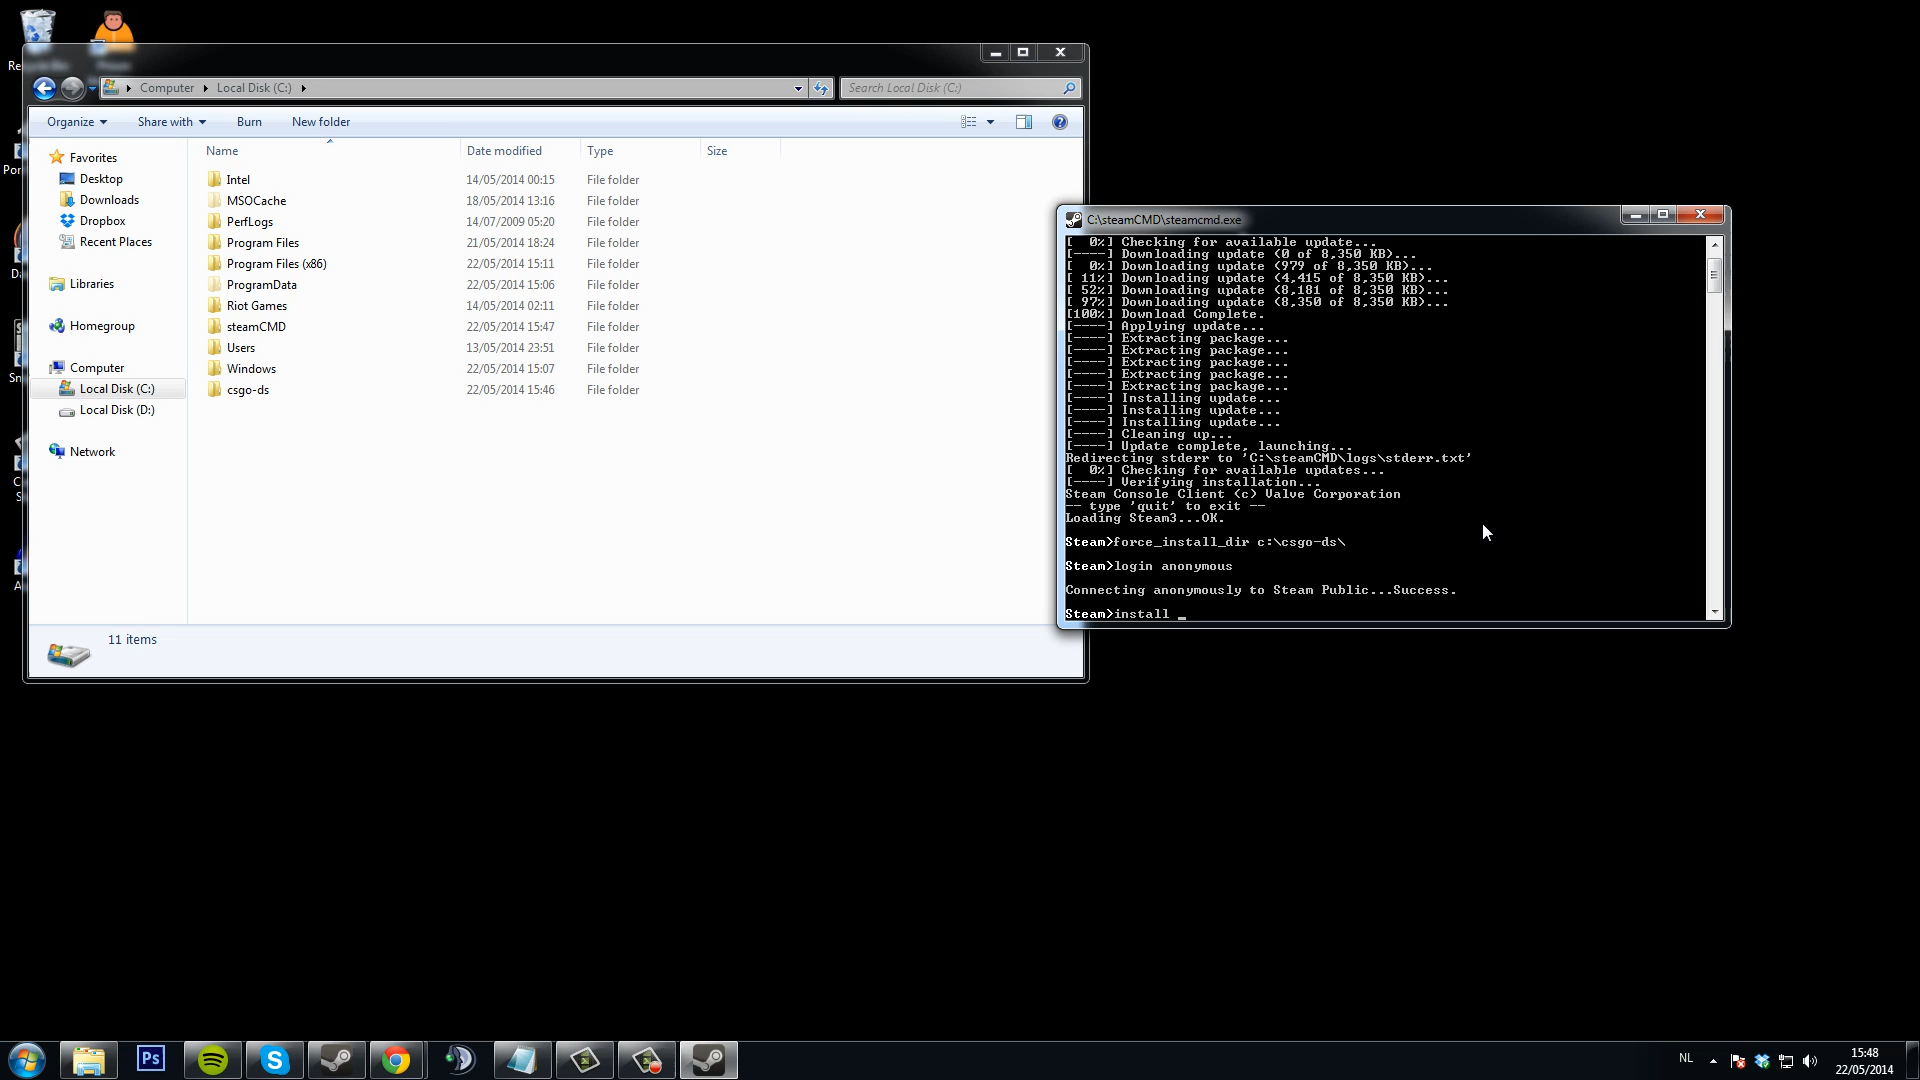 Computer
Local Disk (C:)
Search Local Disk (C:)
Organize
Share with
Burn
New folder
Favorites
Desktop
Downloads
Dropbox
Recent Places
Libraries
Homegroup
Computer
Local Disk (C:)
Local Disk (D:)
Network
Name Date modified Type Size
Intel 14/05/2014 00:15 File folder
MSOCache 18/05/2014 13:16 File folder
PerfLogs 14/07/2009 05:20 File folder
Program Files 21/05/2014 18:24 File folder
Program Files (x86) 22/05/2014 15:11 File folder
ProgramData 22/05/2014 15:06 File folder
Riot Games 14/05/2014 02:11 File folder
steamCMD 22/05/2014 15:47 File folder
Users 13/05/2014 23:51 File folder
Windows 22/05/2014 15:07 File folder
csgo-ds 22/05/2014 15:46 File folder
11 items
C:\steamCMD\steamcmd.exe
[  0%] Checking for available update...
[----] Downloading update (0 of 8,350 KB)...
[  0%] Downloading update (979 of 8,350 KB)...
[ 11%] Downloading update (4,415 of 8,350 KB)...
[ 52%] Downloading update (8,181 of 8,350 KB)...
[ 97%] Downloading update (8,350 of 8,350 KB)...
[100%] Download Complete.
[----] Applying update...
[----] Extracting package...
[----] Extracting package...
[----] Extracting package...
[----] Extracting package...
[----] Extracting package...
[----] Installing update...
[----] Installing update...
[----] Installing update...
[----] Cleaning up...
[----] Update complete, launching...
Redirecting stderr to 'C:\steamCMD\logs\stderr.txt'
[  0%] Checking for available updates...
[----] Verifying installation...
Steam Console Client (c) Valve Corporation
-- type 'quit' to exit --
Loading Steam3...OK.
Steam>force_install_dir c:\csgo-ds\
Steam>login anonymous
Connecting anonymously to Steam Public...Success.
Steam>install _
Ps
NL
15:48
22/05/2014